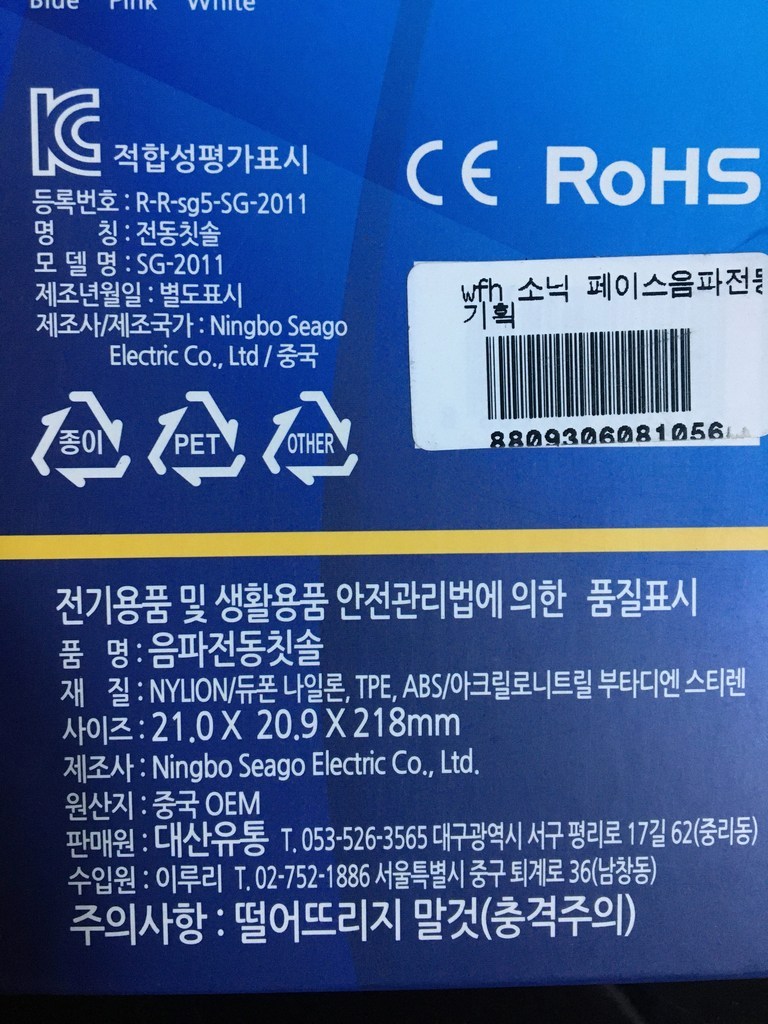 Blue Pink White
KC 적합성평가표시
CE RoHS
등록번호 : R-R-sg5-SG-2011
명 칭 : 전동칫솔
모 델 명 : SG-2011
제조년월일 : 별도표시
제조사/제조국가 : Ningbo Seago
Electric Co., Ltd / 중국
wfh 소닉 페이스음파전동
기획
8809306081056
종이 PET OTHER
전기용품 및 생활용품 안전관리법에 의한 품질표시
품 명 : 음파전동칫솔
재 질 : NYLION/듀폰 나일론, TPE, ABS/아크릴로니트릴 부타디엔 스티렌
사이즈 : 21.0 X 20.9 X 218mm
제조사 : Ningbo Seago Electric Co., Ltd.
원산지 : 중국 OEM
판매원 : 대산유통 T. 053-526-3565 대구광역시 서구 평리로 17길 62(중리동)
수입원 : 이루리 T. 02-752-1886 서울특별시 중구 퇴계로 36(남창동)
주의사항 : 떨어뜨리지 말것(충격주의)